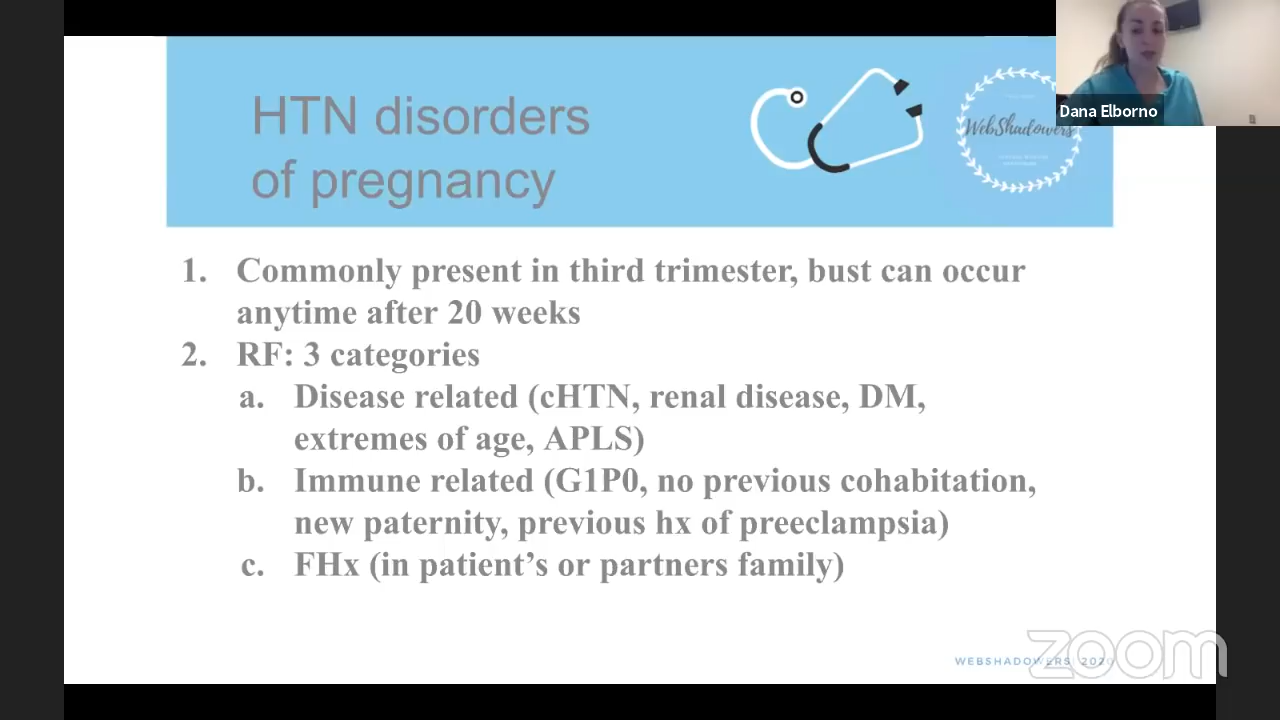 HTN disorders
of pregnancy
WebShadowers
Dana Elborno
1. Commonly present in third trimester, bust can occur
anytime after 20 weeks
2. RF: 3 categories
a. Disease related (cHTN, renal disease, DM,
extremes of age, APLS)
b. Immune related (G1P0, no previous cohabitation,
new paternity, previous hx of preeclampsia)
c. FHx (in patient's or partners family)
WEBSHADOWERS 2020
zoom